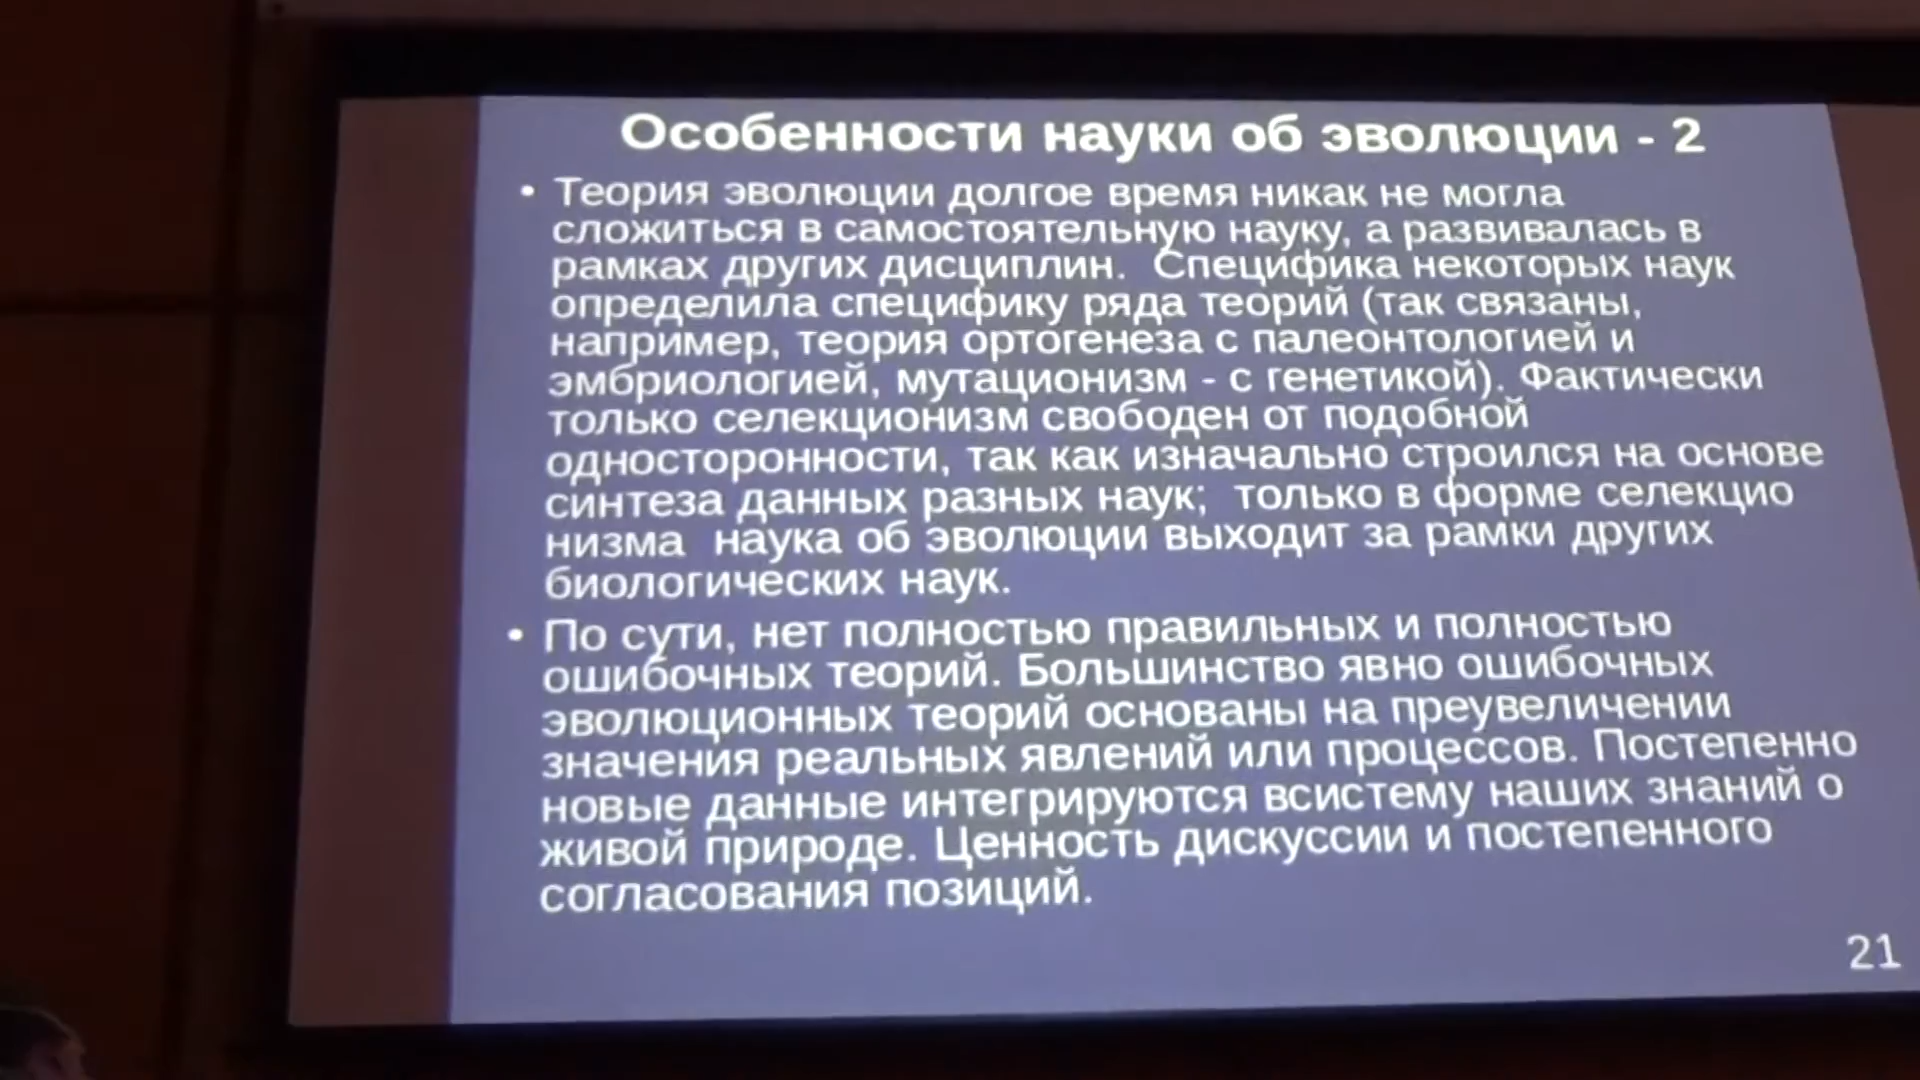 Особенности науки об эволюции - 2
• Теория эволюции долгое время никак не могла
сложиться в самостоятельную науку, а развивалась в
рамках других дисциплин. Специфика некоторых наук
определила специфику ряда теорий (так связаны,
например, теория ортогенеза с палеонтологией и
эмбриологией, мутационизм - с генетикой). Фактически
только селекционизм свободен от подобной
односторонности, так как изначально строился на основе
синтеза данных разных наук; только в форме селекцио
низма наука об эволюции выходит за рамки других
биологических наук.
• По сути, нет полностью правильных и полностью
ошибочных теорий. Большинство явно ошибочных
эволюционных теорий основаны на преувеличении
значения реальных явлений или процессов. Постепенно
новые данные интегрируются всистему наших знаний о
живой природе. Ценность дискуссии и постепенного
согласования позиций.
21